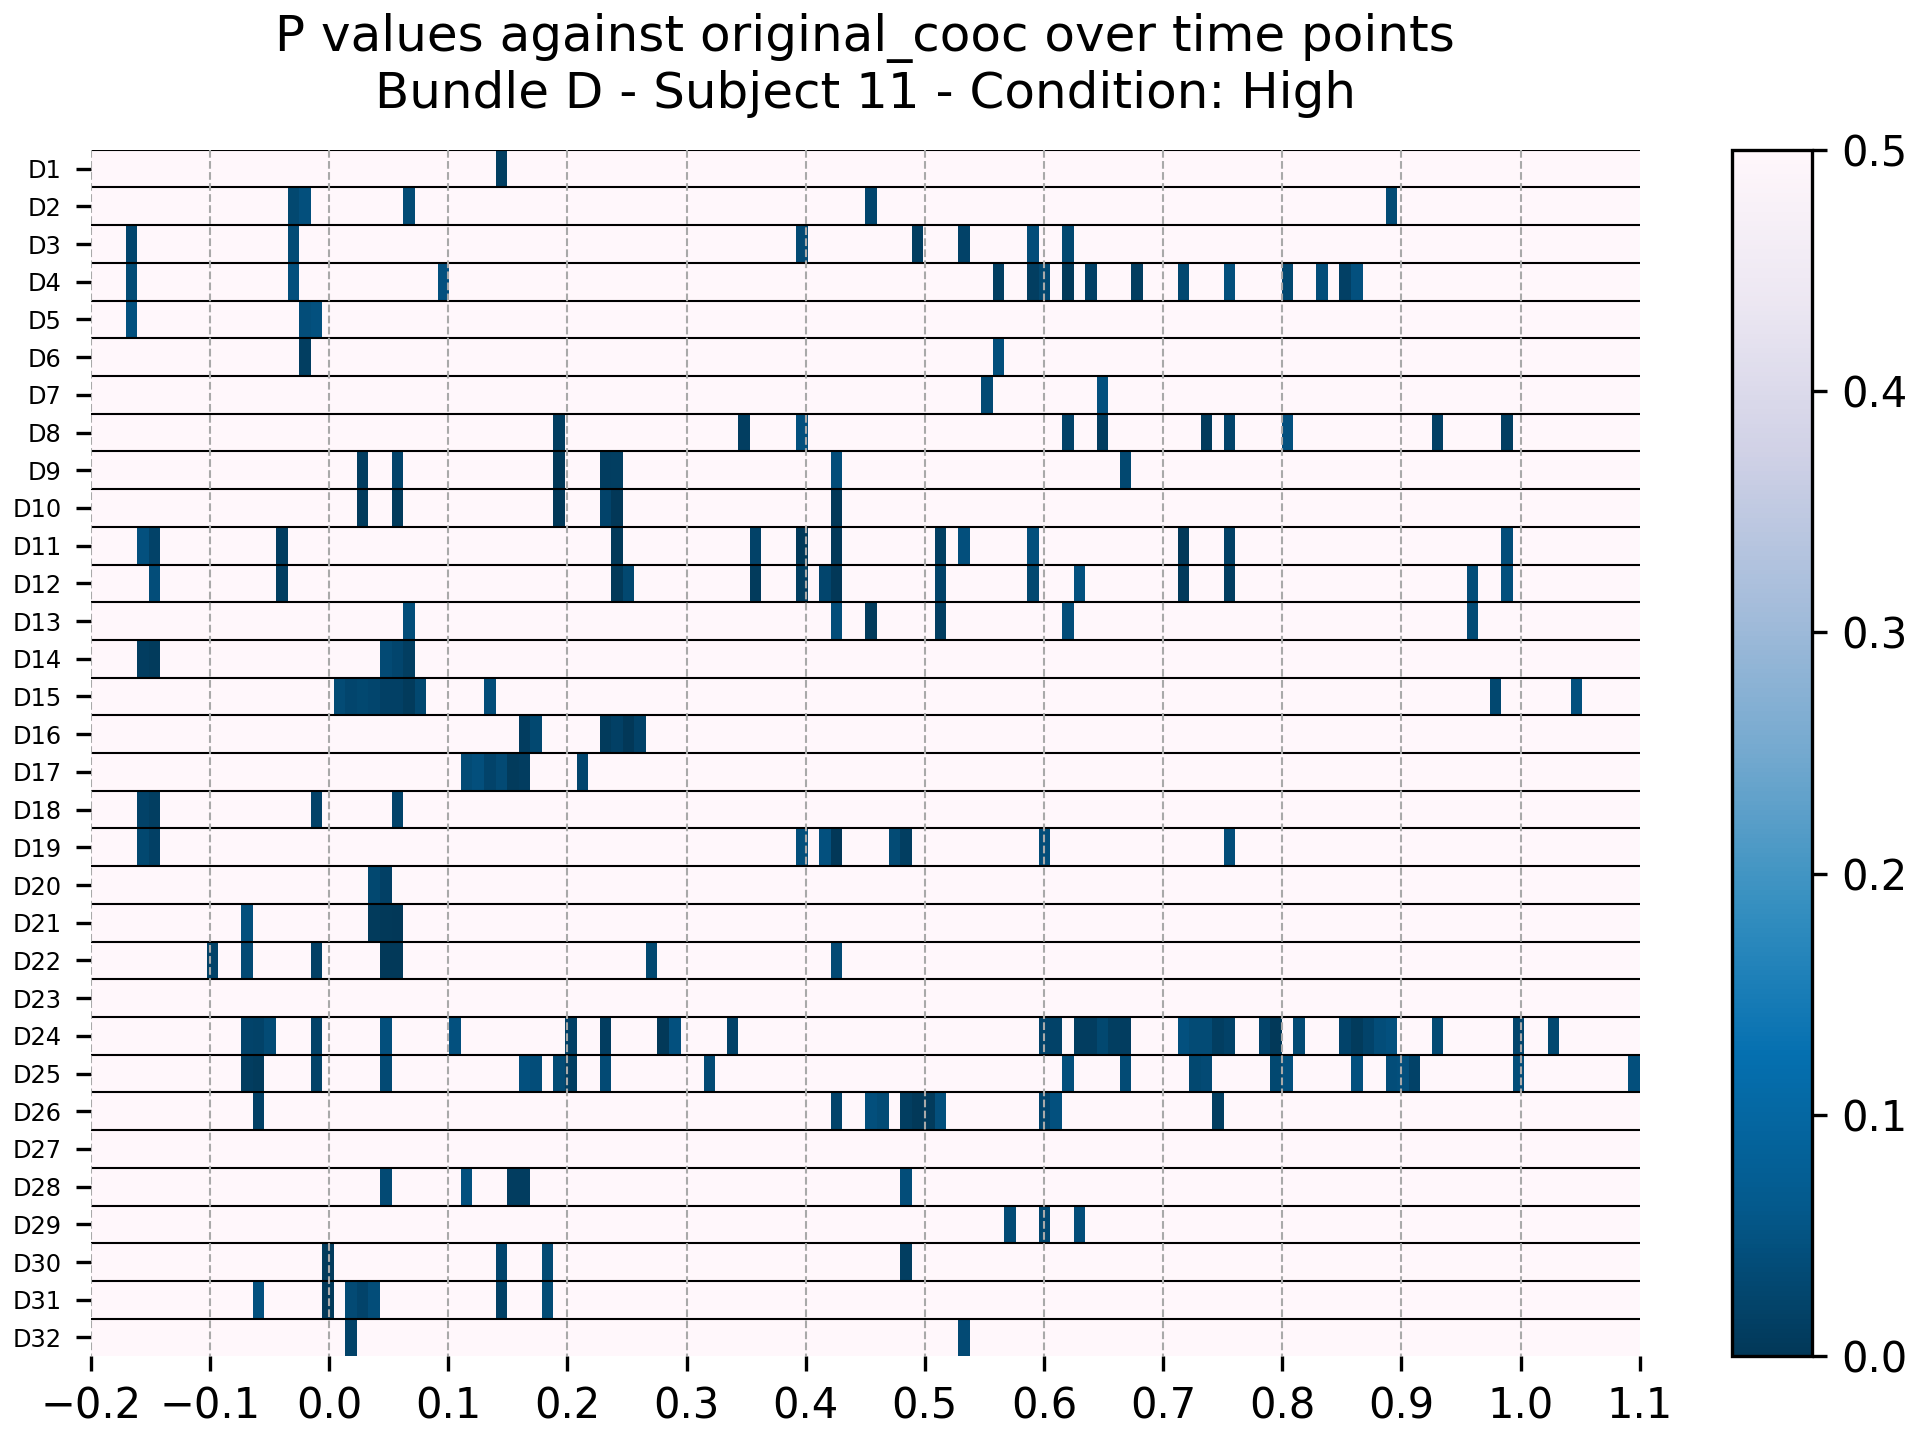 P values against original_cooc over time points
Bundle D - Subject 11 - Condition: High
D1
D2
D3
D4
D5
D6
D7
D8
D9
D10
D11
D12
D13
D14
D15
D16
D17
D18
D19
D20
D21
D22
D23
D24
D25
D26
D27
D28
D29
D30
D31
D32
−0.2 −0.1 0.0 0.1 0.2 0.3 0.4 0.5 0.6 0.7 0.8 0.9 1.0 1.1
0.5
0.4
0.3
0.2
0.1
0.0